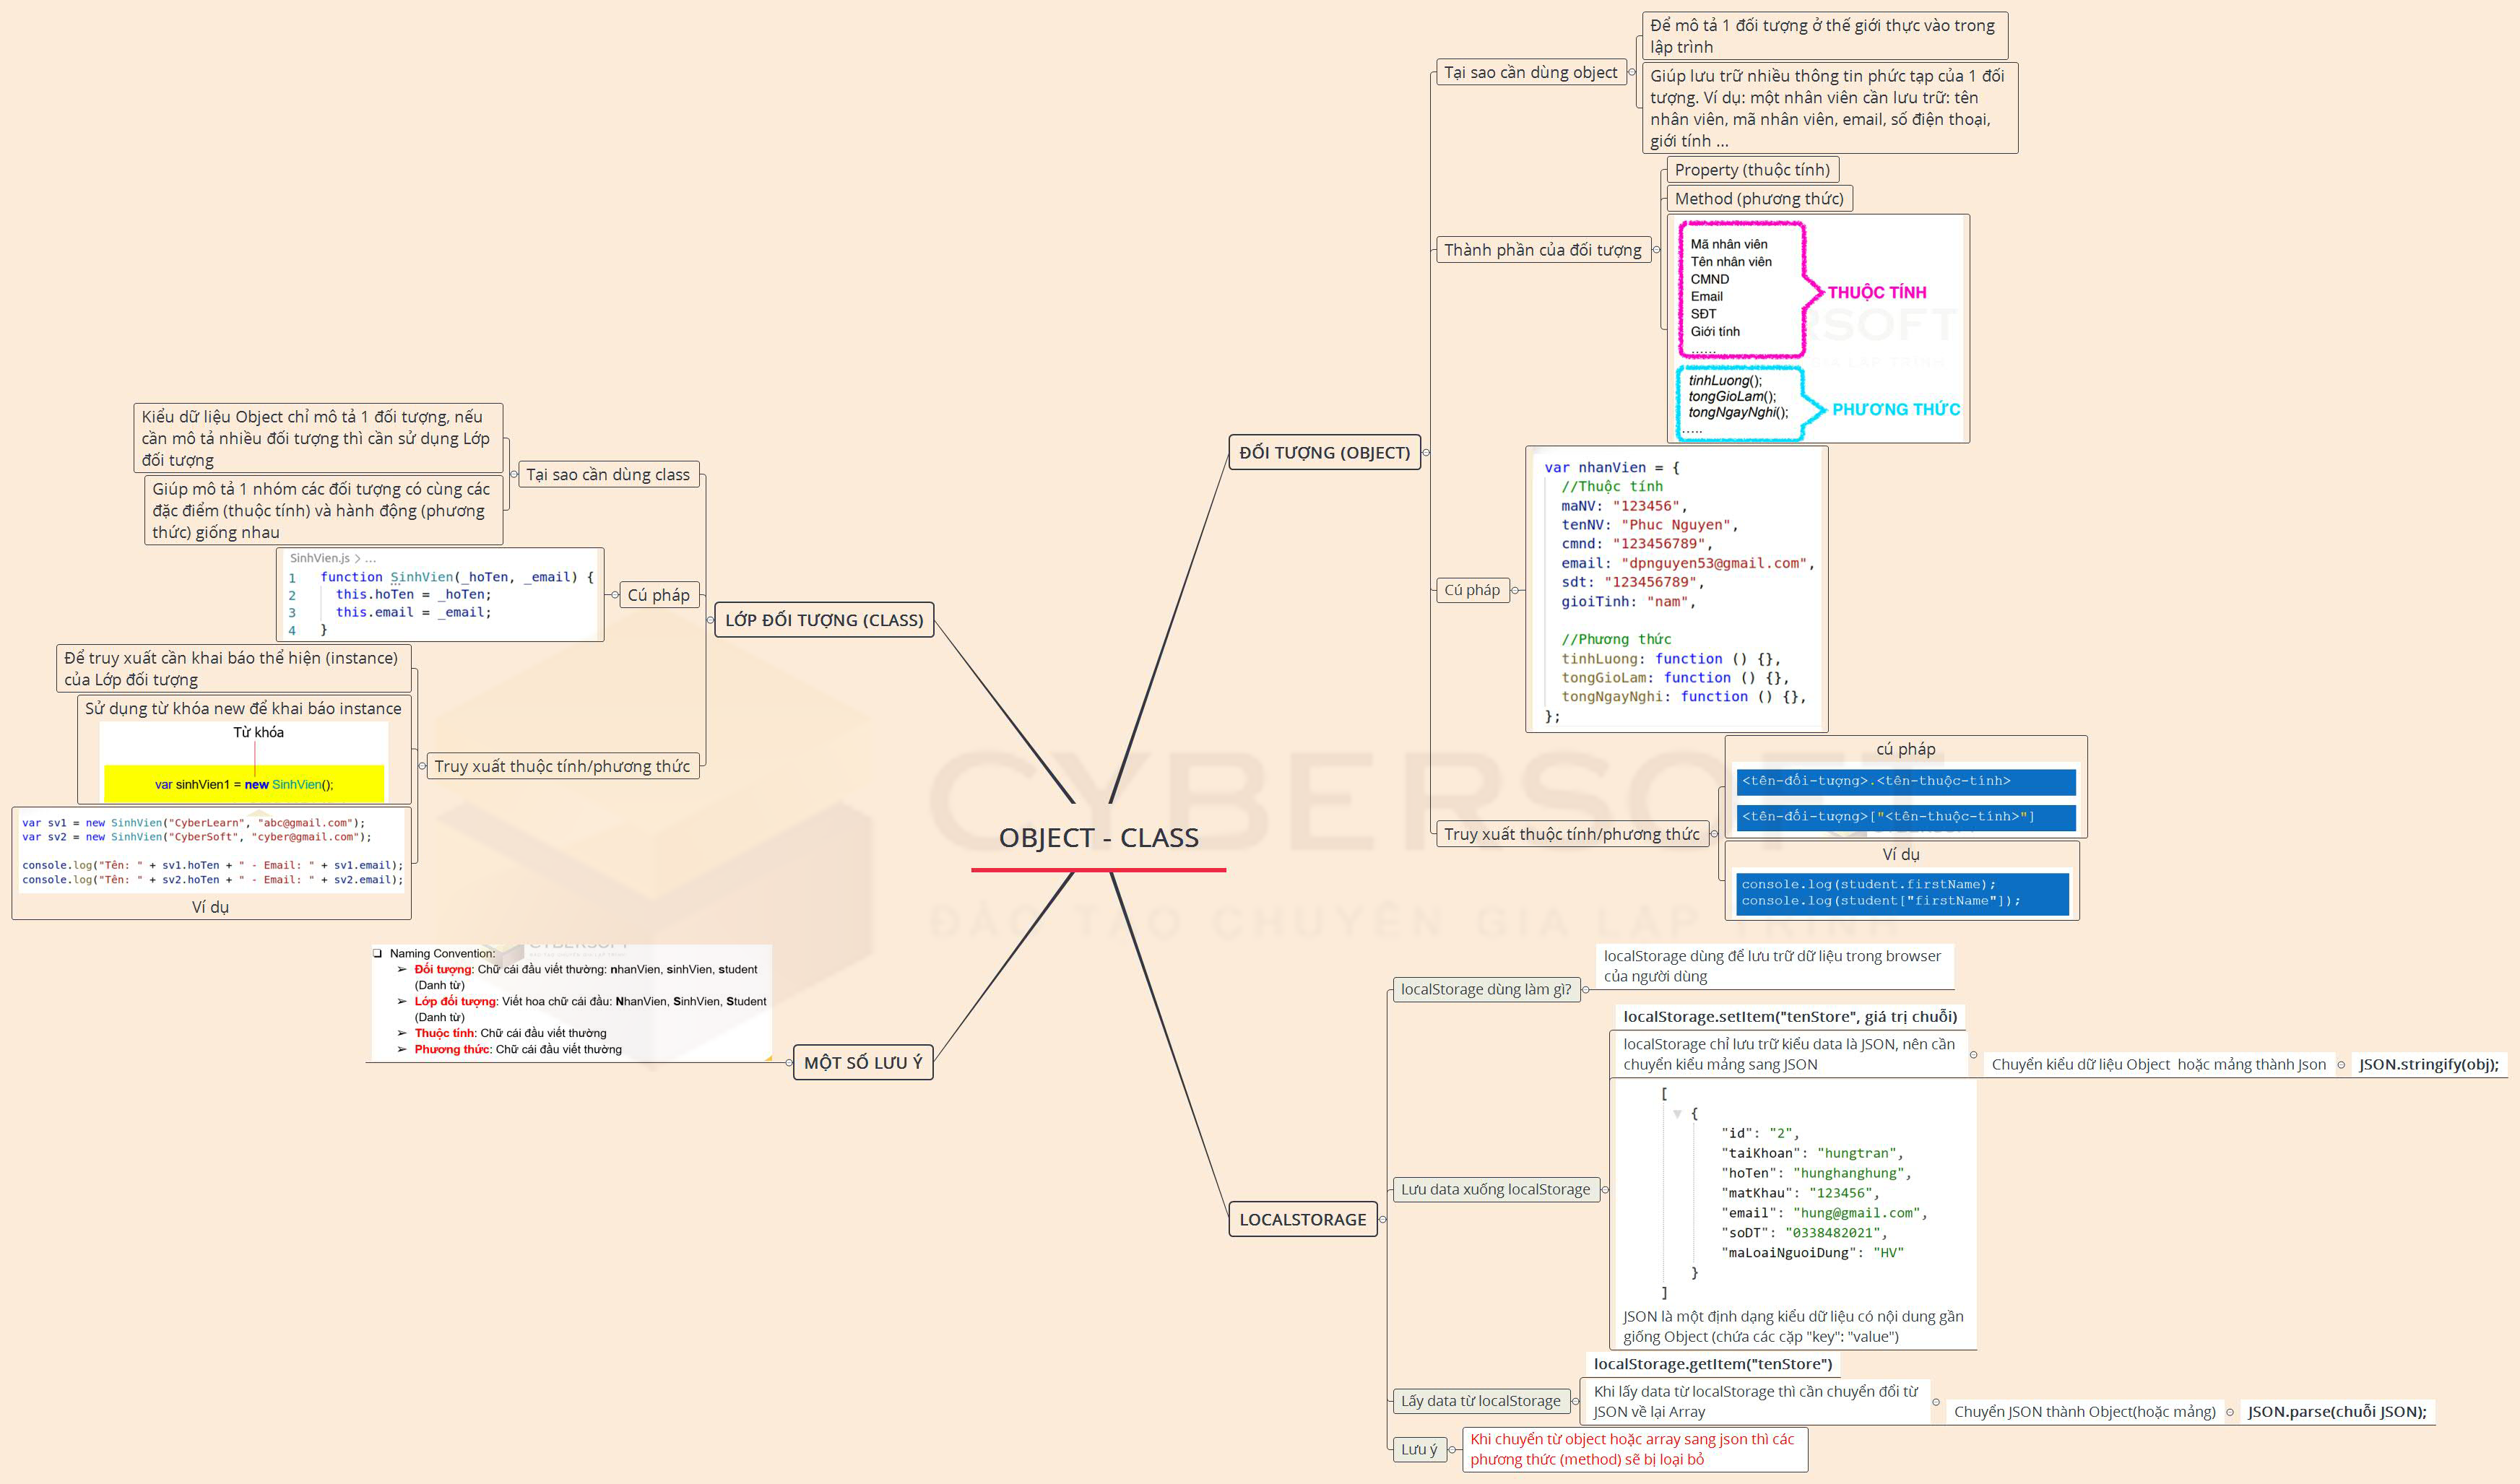 OBJECT - CLASS
ĐỐI TƯỢNG (OBJECT)
Tại sao cần dùng object
Để mô tả 1 đối tượng ở thế giới thực vào trong
lập trình
Giúp lưu trữ nhiều thông tin phức tạp của 1 đối
tượng. Ví dụ: một nhân viên cần lưu trữ: tên
nhân viên, mã nhân viên, email, số điện thoại,
giới tính ...
Thành phần của đối tượng
Property (thuộc tính)
Method (phương thức)
Mã nhân viên
Tên nhân viên
CMND
Email
SĐT
Giới tính
......
THUỘC TÍNH
tinhLuong();
tongGioLam();
tongNgayNghi();
.....
PHƯƠNG THỨC
Cú pháp
var nhanVien = {
//Thuộc tính
maNV: "123456",
tenNV: "Phuc Nguyen",
cmnd: "123456789",
email: "dpnguyen53@gmail.com",
sdt: "123456789",
gioiTinh: "nam",
//Phương thức
tinhLuong: function () {},
tongGioLam: function () {},
tongNgayNghi: function () {},
};
Truy xuất thuộc tính/phương thức
cú pháp
<tên-đối-tượng>.<tên-thuộc-tính>
<tên-đối-tượng>["<tên-thuộc-tính>"]
Ví dụ
console.log(student.firstName);
console.log(student["firstName"]);
LOCALSTORAGE
localStorage dùng làm gì?
localStorage dùng để lưu trữ dữ liệu trong browser
của người dùng
Lưu data xuống localStorage
localStorage.setItem("tenStore", giá trị chuỗi)
localStorage chỉ lưu trữ kiểu data là JSON, nên cần
chuyển kiểu mảng sang JSON
Chuyển kiểu dữ liệu Object  hoặc mảng thành Json
JSON.stringify(obj);
[
{
"id": "2",
"taiKhoan": "hungtran",
"hoTen": "hunghanghung",
"matKhau": "123456",
"email": "hung@gmail.com",
"soDT": "0338482021",
"maLoaiNguoiDung": "HV"
}
]
JSON là một định dạng kiểu dữ liệu có nội dung gần
giống Object (chứa các cặp "key": "value")
Lấy data từ localStorage
localStorage.getItem("tenStore")
Khi lấy data từ localStorage thì cần chuyển đổi từ
JSON về lại Array
Chuyển JSON thành Object(hoặc mảng)
JSON.parse(chuỗi JSON);
Lưu ý
Khi chuyển từ object hoặc array sang json thì các
phương thức (method) sẽ bị loại bỏ
LỚP ĐỐI TƯỢNG (CLASS)
Tại sao cần dùng class
Kiểu dữ liệu Object chỉ mô tả 1 đối tượng, nếu
cần mô tả nhiều đối tượng thì cần sử dụng Lớp
đối tượng
Giúp mô tả 1 nhóm các đối tượng có cùng các
đặc điểm (thuộc tính) và hành động (phương
thức) giống nhau
Cú pháp
SinhVien.js > ...
1 function SinhVien(_hoTen, _email) {
2 this.hoTen = _hoTen;
3 this.email = _email;
4 }
Truy xuất thuộc tính/phương thức
Để truy xuất cần khai báo thể hiện (instance)
của Lớp đối tượng
Sử dụng từ khóa new để khai báo instance
Từ khóa
var sinhVien1 = new SinhVien();
var sv1 = new SinhVien("CyberLearn", "abc@gmail.com");
var sv2 = new SinhVien("CyberSoft", "cyber@gmail.com");
console.log("Tên: " + sv1.hoTen + " - Email: " + sv1.email);
console.log("Tên: " + sv2.hoTen + " - Email: " + sv2.email);
Ví dụ
MỘT SỐ LƯU Ý
Naming Convention:
Đối tượng: Chữ cái đầu viết thường: nhanVien, sinhVien, student
(Danh từ)
Lớp đối tượng: Viết hoa chữ cái đầu: NhanVien, SinhVien, Student
(Danh từ)
Thuộc tính: Chữ cái đầu viết thường
Phương thức: Chữ cái đầu viết thường
CYBERSOFT
ĐÀO TẠO CHUYÊN GIA LẬP TRÌNH